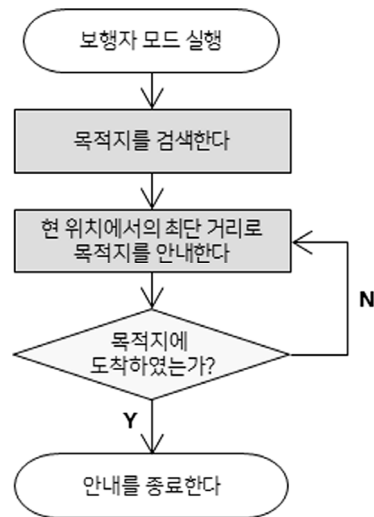 보행자 모드 실행
목적지를 검색한다
현 위치에서의 최단 거리로
목적지를 안내한다
N
목적지에
도착하였는가?
Y
안내를 종료한다